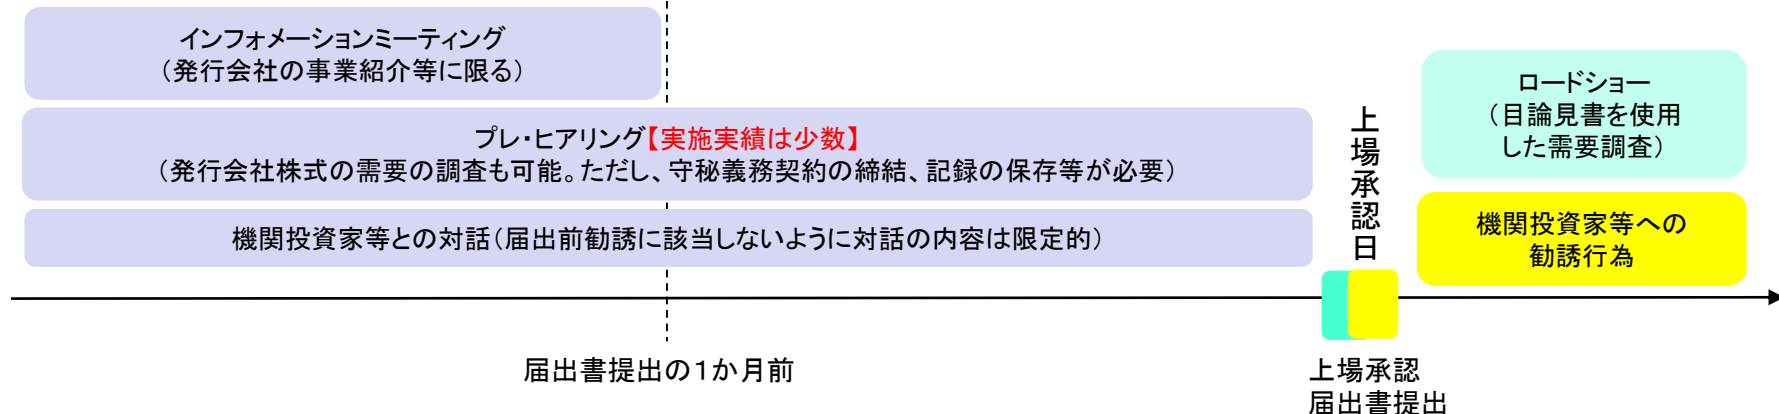 インフォメーションミーティング
（発行会社の事業紹介等に限る）
プレ・ヒアリング【実施実績は少数】
（発行会社株式の需要の調査も可能。ただし、守秘義務契約の締結、記録の保存等が必要）
機関投資家等との対話（届出前勧誘に該当しないように対話の内容は限定的）
上場承認日
ロードショー
（目論見書を使用
した需要調査）
機関投資家等への
勧誘行為
届出書提出の１か月前
上場承認
届出書提出